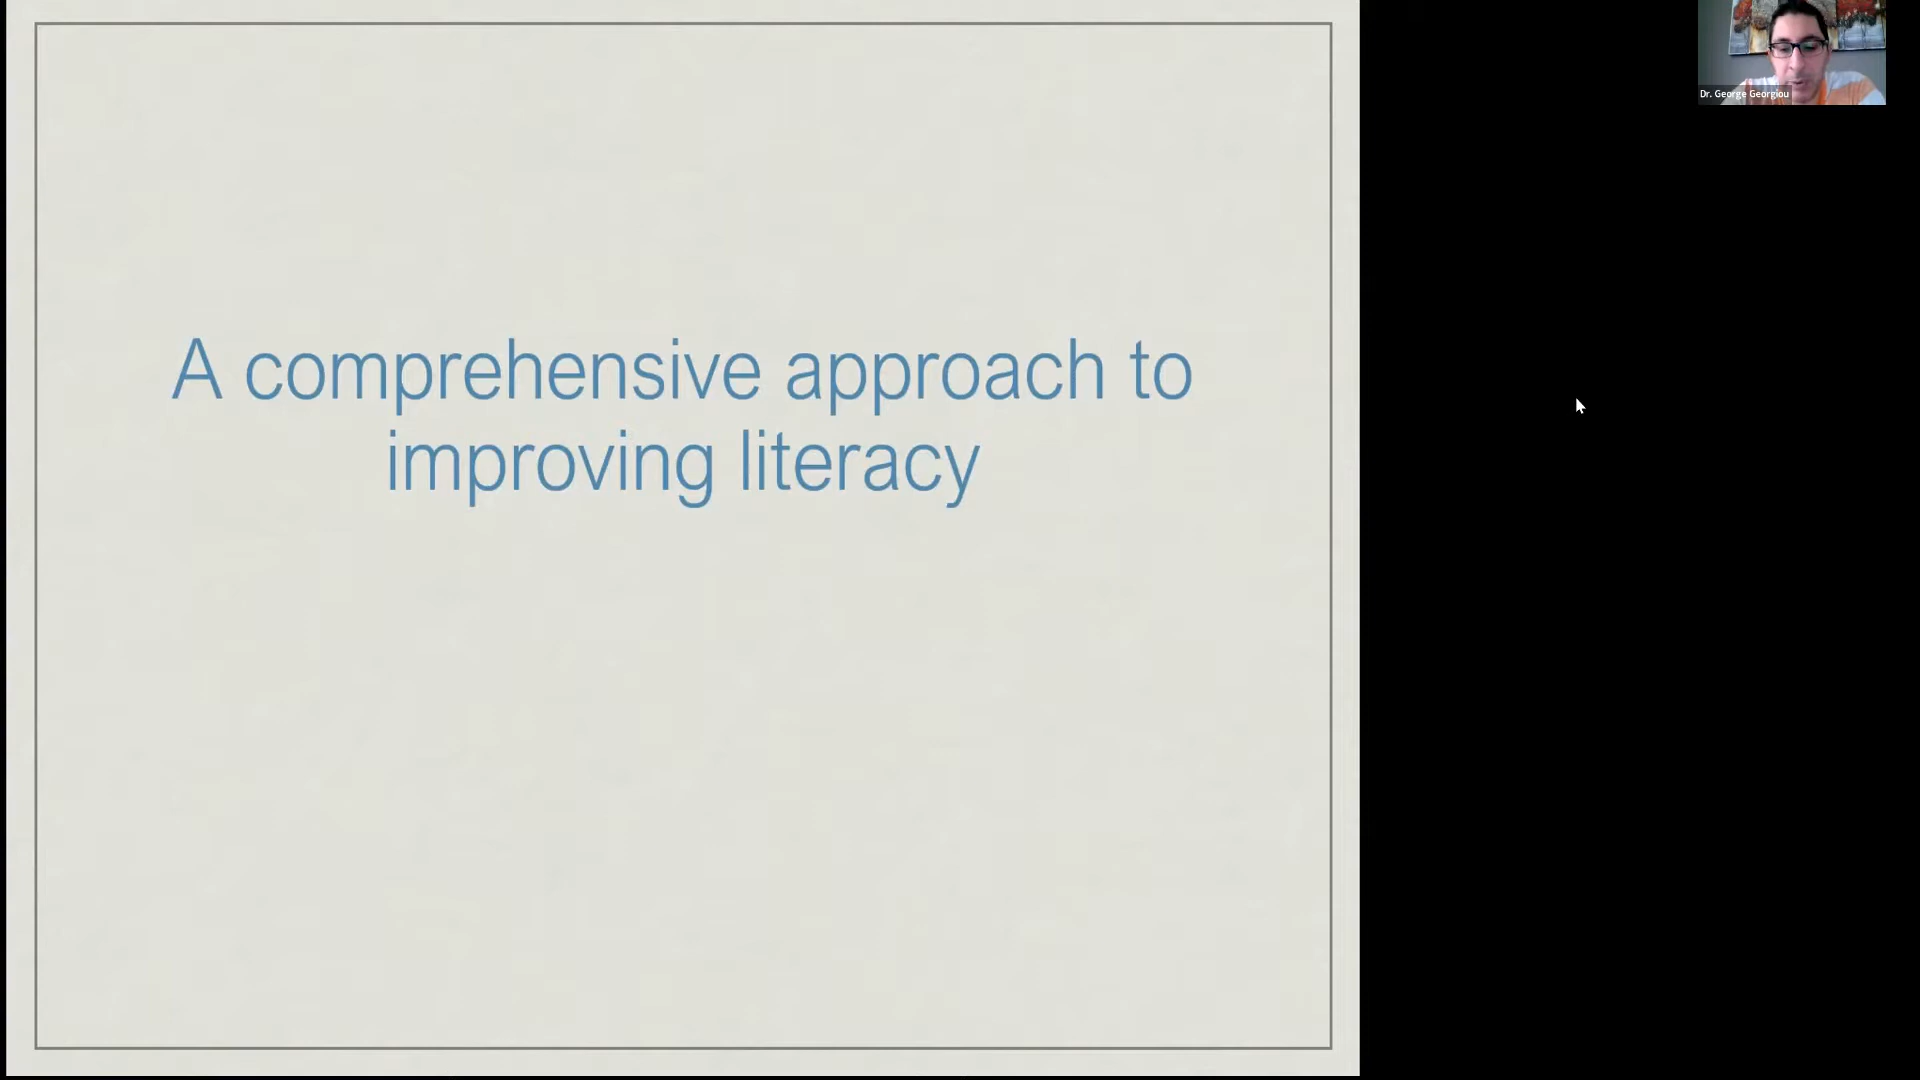 A comprehensive approach to
improving literacy
Dr. George Georgiou